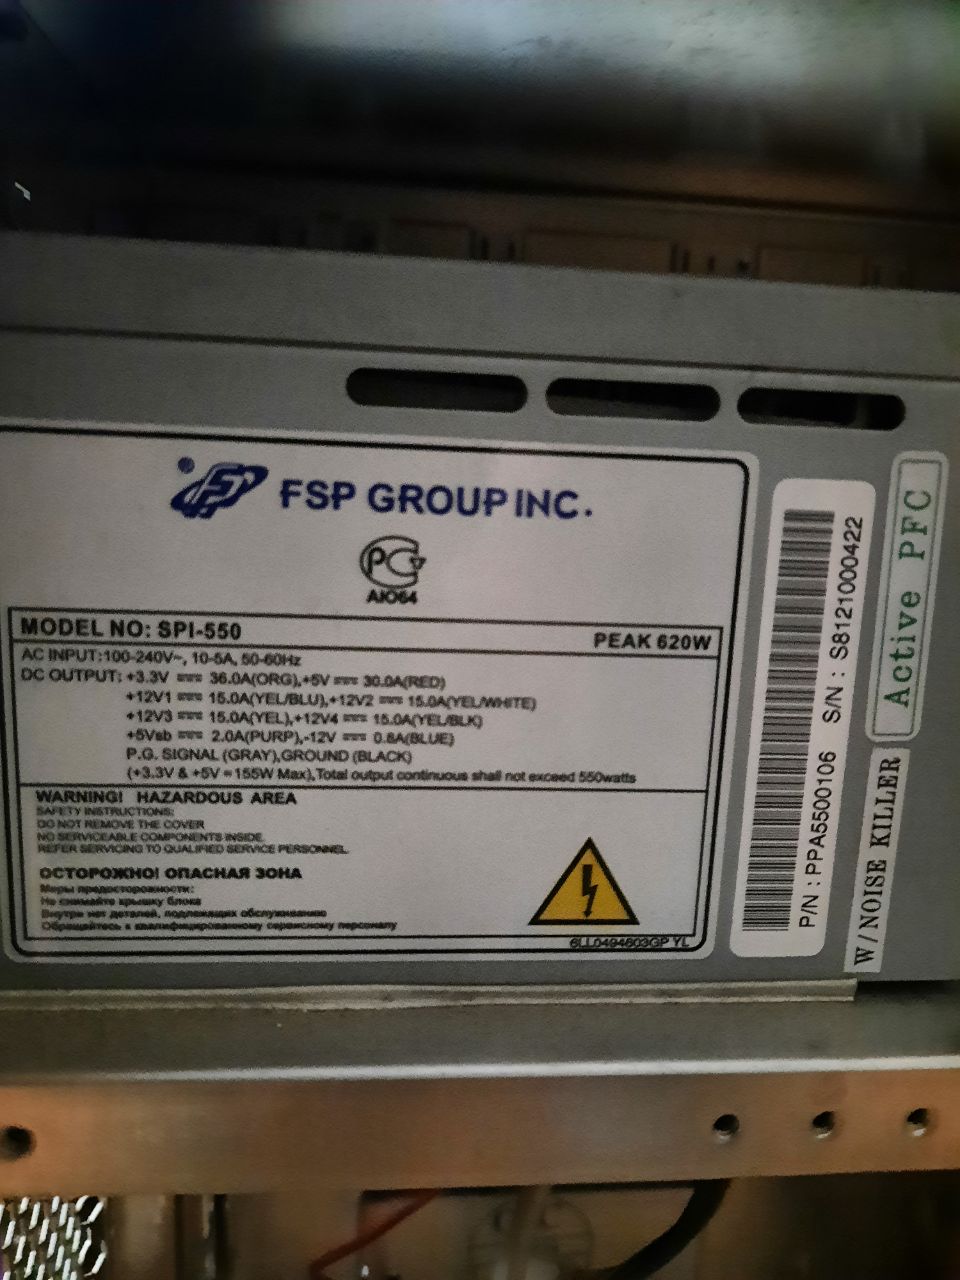 FSP GROUP INC.
PC
AЮ64
MODEL NO: SPI-550 PEAK 620W
AC INPUT:100-240V~, 10-5A, 50-60Hz
DC OUTPUT: +3.3V ⎓ 36.0A(ORG),+5V ⎓ 30.0A(RED)
+12V1 ⎓ 15.0A(YEL/BLU),+12V2 ⎓ 15.0A(YEL/WHITE)
+12V3 ⎓ 15.0A(YEL),+12V4 ⎓ 15.0A(YEL/BLK)
+5Vsb ⎓ 2.0A(PURP),-12V ⎓ 0.8A(BLUE)
P.G. SIGNAL (GRAY),GROUND (BLACK)
(+3.3V & +5V = 155W Max),Total output continuous shall not exceed 550watts
WARNING! HAZARDOUS AREA
SAFETY INSTRUCTIONS:
DO NOT REMOVE THE COVER
NO SERVICEABLE COMPONENTS INSIDE.
REFER SERVICING TO QUALIFIED SERVICE PERSONNEL.
ОСТОРОЖНО! ОПАСНАЯ ЗОНА
Меры предосторожности:
Не снимайте крышку блока
Внутри нет деталей, подлежащих обслуживанию
Обращайтесь к квалифицированному сервисному персоналу
6LL0494603GP YL
P/N : PPA5500106 S/N : S8121000422
Active PFC
W/NOISE KILLER